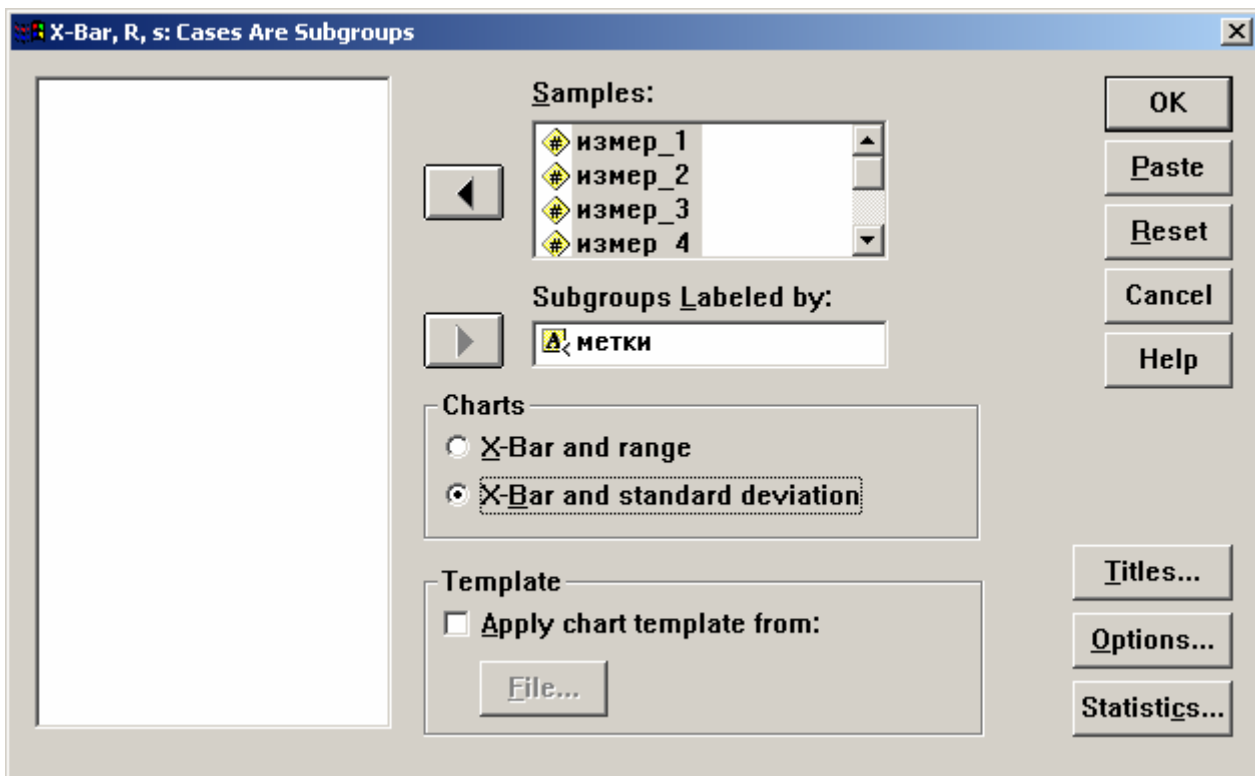 X-Bar, R, s: Cases Are Subgroups
Samples:
измер_1
измер_2
измер_3
измер_4
Subgroups Labeled by:
метки
Charts
X-Bar and range
X-Bar and standard deviation
Template
Apply chart template from:
File...
OK
Paste
Reset
Cancel
Help
Titles...
Options...
Statistics...